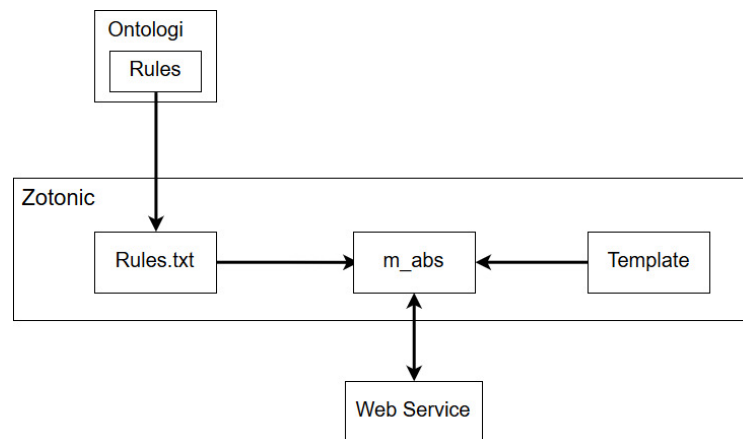 Ontologi
Rules
Zotonic
Rules.txt
m_abs
Template
Web Service